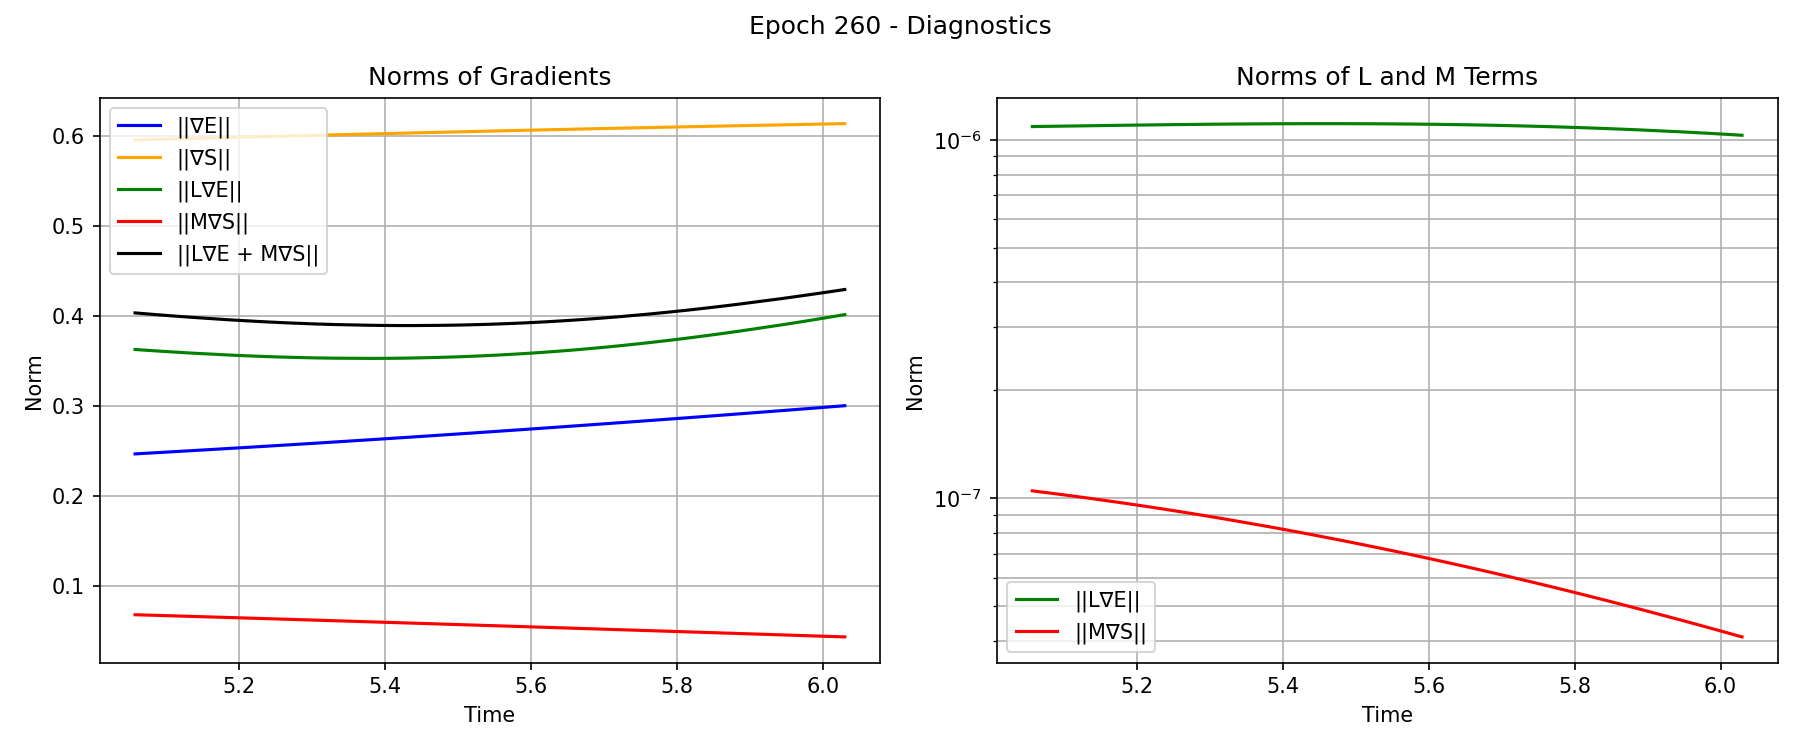 Epoch 260 - Diagnostics
Norms of Gradients
||∇E||
||∇S||
||L∇E||
||M∇S||
||L∇E + M∇S||
0.6
0.5
0.4
0.3
0.2
0.1
Norm
5.2 5.4 5.6 5.8 6.0
Time
Norms of L and M Terms
10⁻⁶
10⁻⁷
Norm
||L∇E||
||M∇S||
5.2 5.4 5.6 5.8 6.0
Time